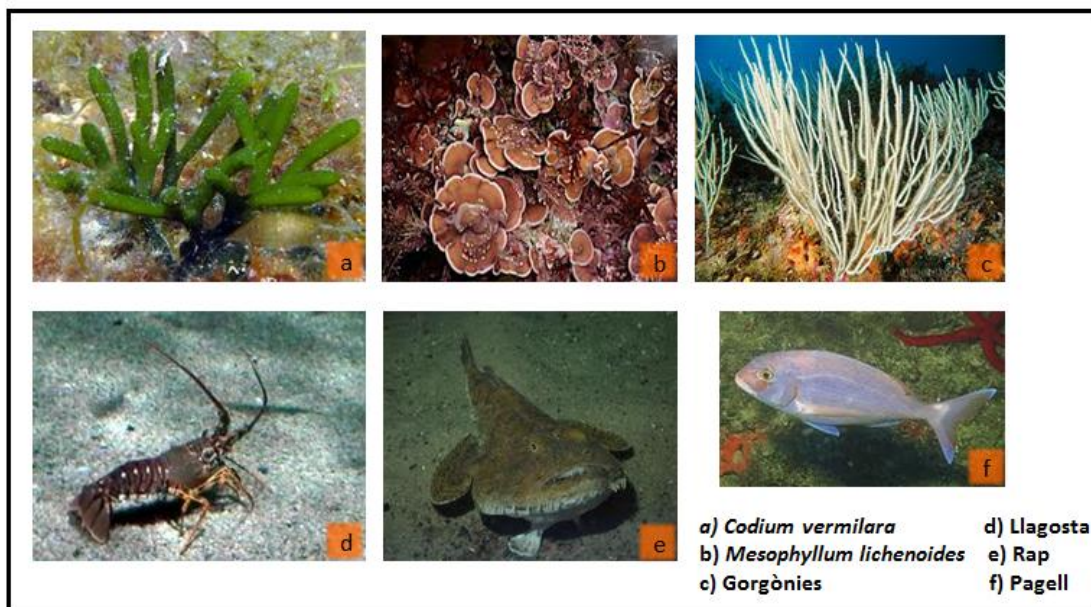 a
b
c
d
e
f
a) Codium vermilara d) Llagosta
b) Mesophyllum lichenoides e) Rap
c) Gorgònies f) Pagell